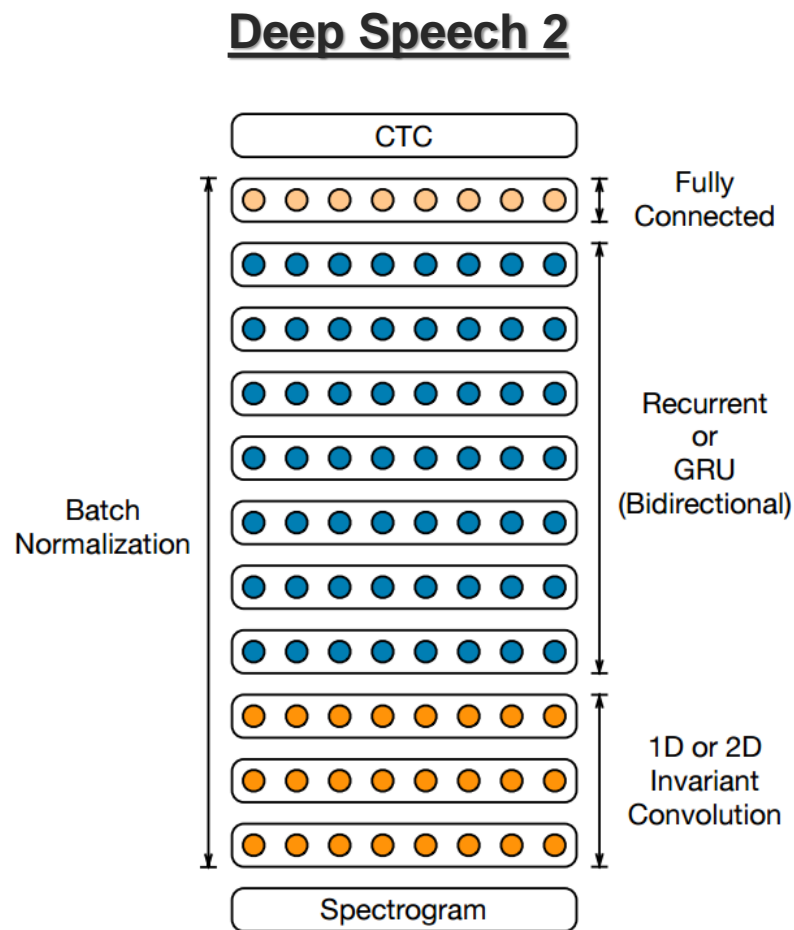 Deep Speech 2
CTC
Fully
Connected
Recurrent
or
GRU
(Bidirectional)
Batch
Normalization
1D or 2D
Invariant
Convolution
Spectrogram